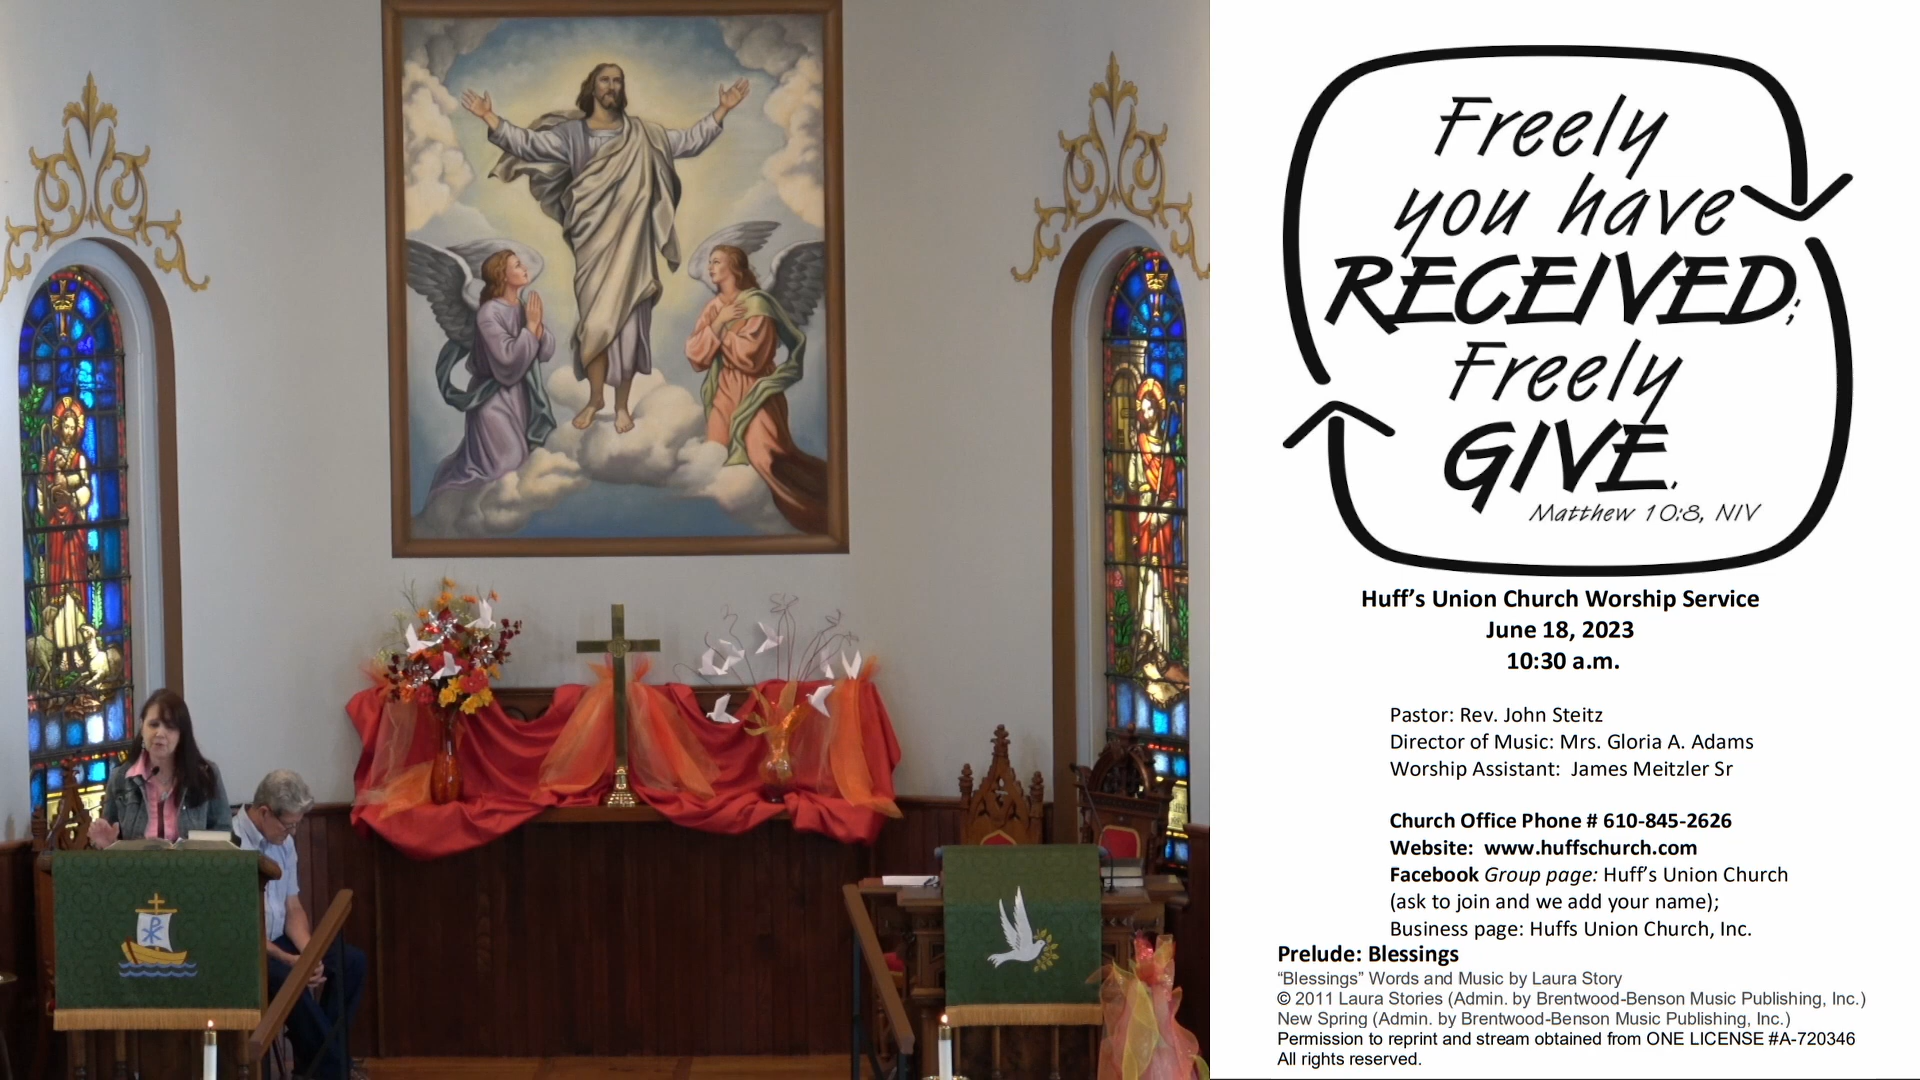 Freely
you have
RECEIVED;
Freely
GIVE.
Matthew 10:8, NIV
Huff’s Union Church Worship Service
June 18, 2023
10:30 a.m.
Pastor: Rev. John Steitz
Director of Music: Mrs. Gloria A. Adams
Worship Assistant:  James Meitzler Sr
Church Office Phone # 610-845-2626
Website:  www.huffschurch.com
Facebook Group page: Huff’s Union Church
(ask to join and we add your name);
Business page: Huffs Union Church, Inc.
Prelude: Blessings
“Blessings” Words and Music by Laura Story
© 2011 Laura Stories (Admin. by Brentwood-Benson Music Publishing, Inc.)
New Spring (Admin. by Brentwood-Benson Music Publishing, Inc.)
Permission to reprint and stream obtained from ONE LICENSE #A-720346
All rights reserved.